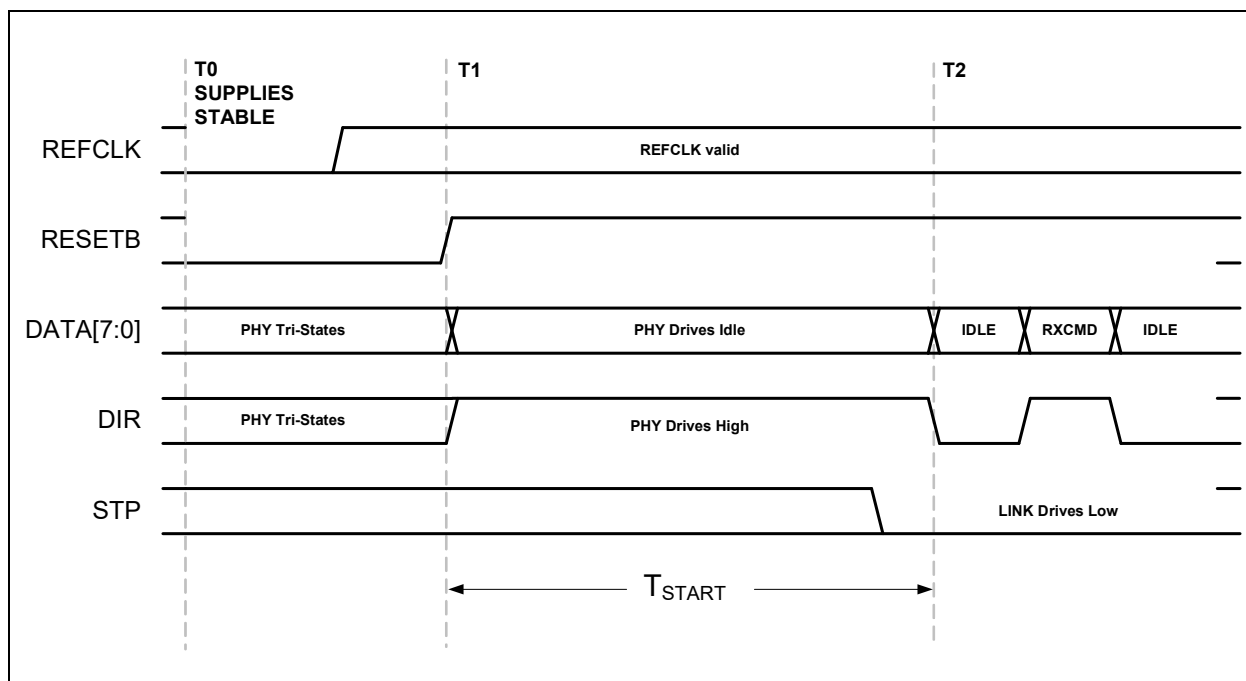 T0
SUPPLIES
STABLE
T1
T2
REFCLK
REFCLK valid
RESETB
DATA[7:0]
PHY Tri-States
PHY Drives Idle
IDLE
RXCMD
IDLE
DIR
PHY Tri-States
PHY Drives High
STP
LINK Drives Low
TSTART